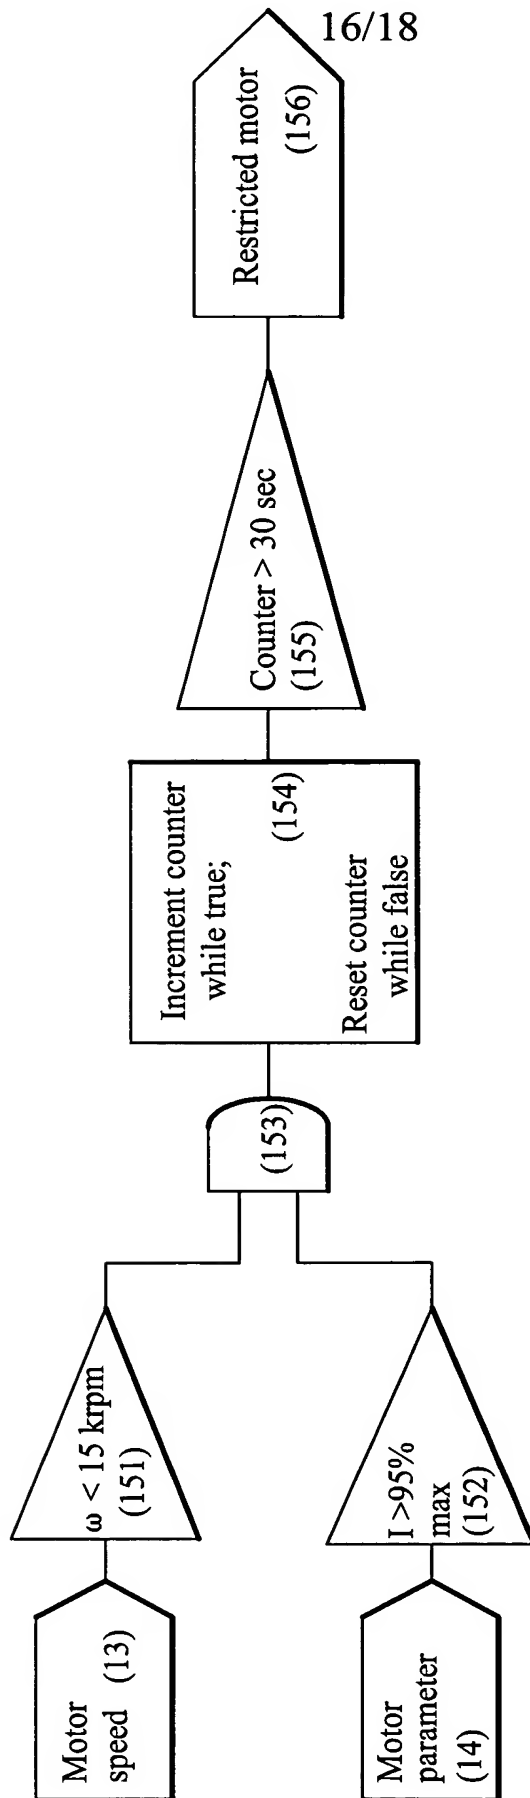 16/18
Motor
speed (13)
ω < 15 krpm
(151)
Motor
parameter
(14)
I >95%
max
(152)
(153)
Increment counter
while true;
(154)
Reset counter
while false
Counter > 30 sec
(155)
Restricted motor
(156)